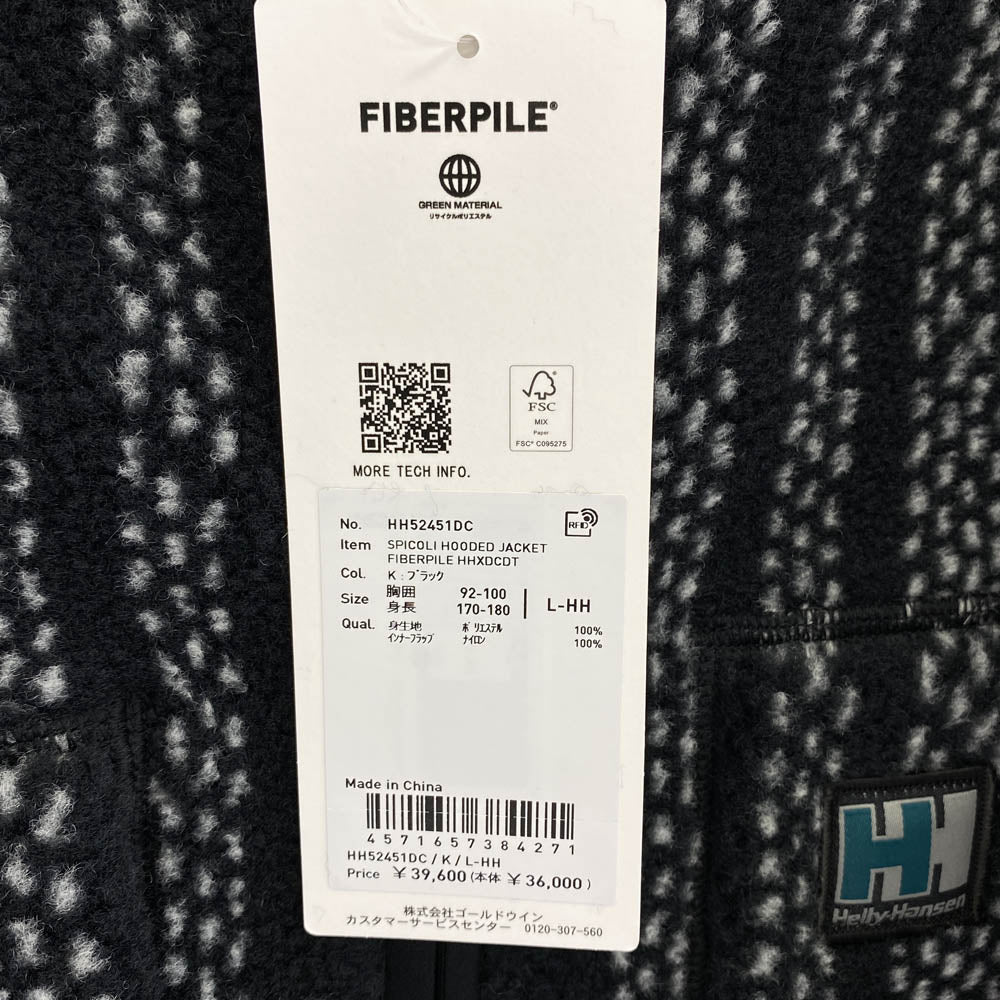 FIBERPILE®
GREEN MATERIAL
リサイクルポリエステル
FSC
MIX
Paper
FSC® C095275
MORE TECH INFO.
No. HH52451DC
RFID
Item SPICOLI HOODED JACKET
FIBERPILE HHXDCDT
Col. K : ブラック
Size 胸囲 92-100
身長 170-180
L-HH
Qual. 身生地 ポリエステル 100%
インナーフラップ ナイロン 100%
Made in China
4571657384271
HH52451DC / K / L-HH
Price ¥ 39,600 (本体 ¥ 36,000 )
株式会社ゴールドウイン
カスタマーサービスセンター 0120-307-560
HH
Helly-Hansen